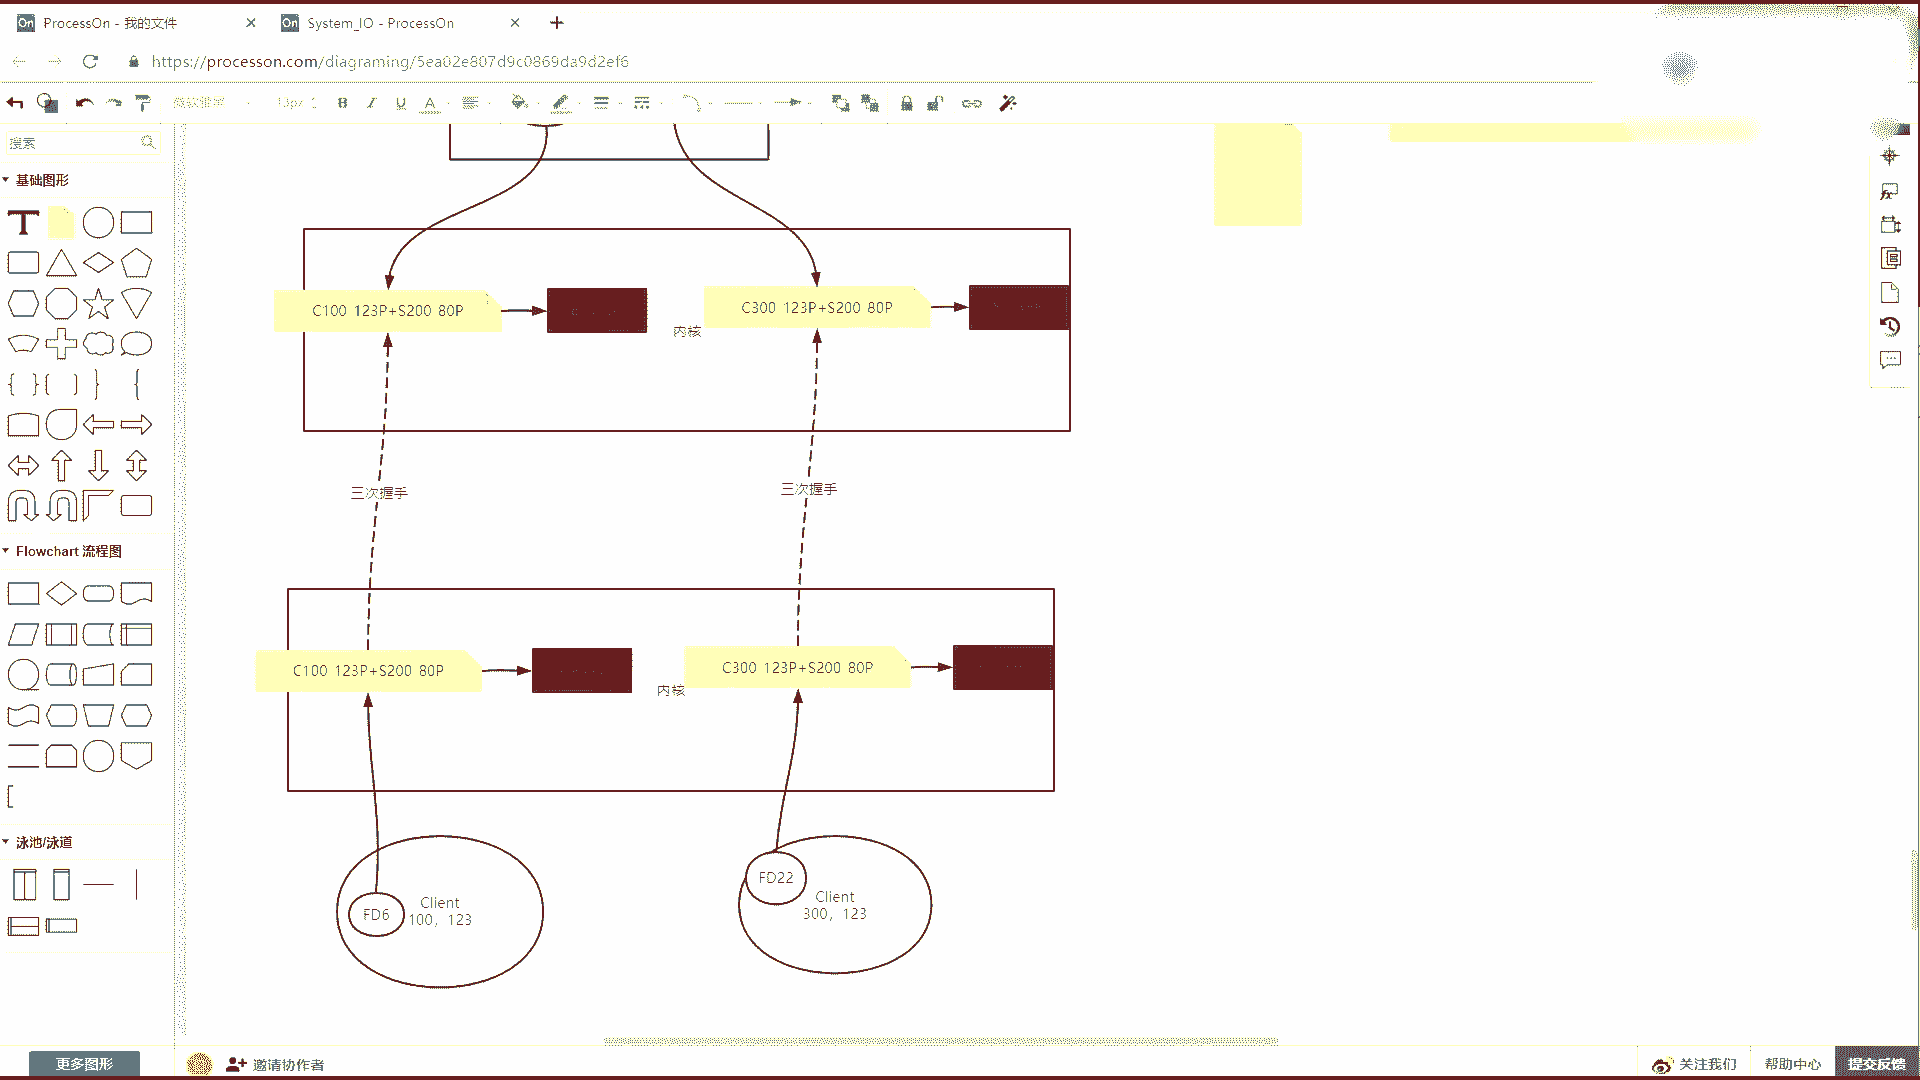 ProcessOn - 我的文件
System_IO - ProcessOn
https://processon.com/diagraming/5ea02e807d9c0869da9d2ef6
B I U A
搜索
基础图形
T
C100 123P+S200 80P
内核
C300 123P+S200 80P
三次握手
三次握手
Flowchart 流程图
C100 123P+S200 80P
内核
C300 123P+S200 80P
泳池/泳道
FD6
Client
100, 123
FD22
Client
300, 123
更多图形
邀请协作者
关注我们
帮助中心
提交反馈